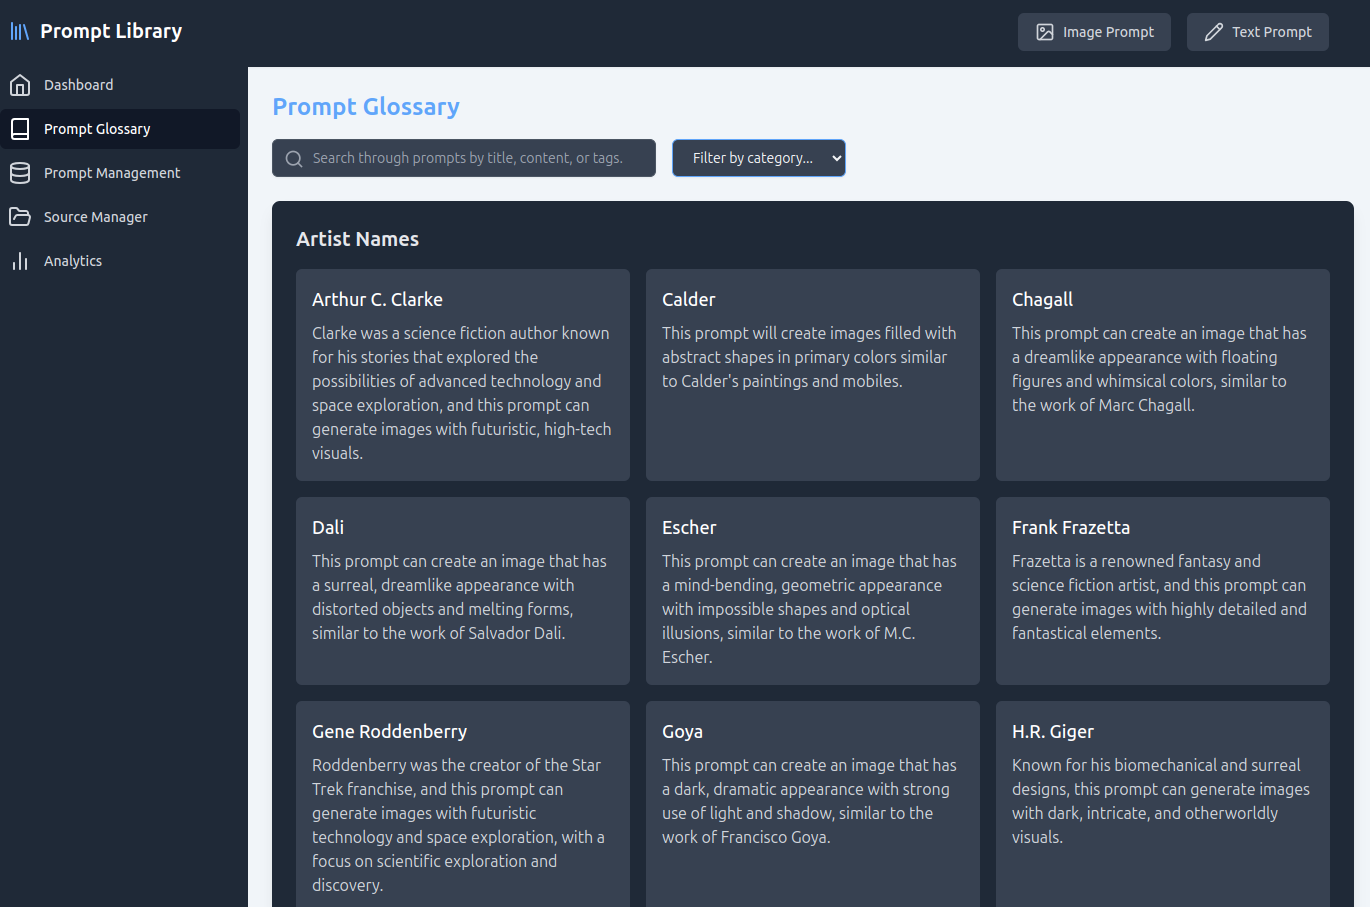 Prompt Library
Image Prompt
Text Prompt
Dashboard
Prompt Glossary
Prompt Management
Source Manager
Analytics
Prompt Glossary
Search through prompts by title, content, or tags.
Filter by category...
Artist Names
Arthur C. Clarke
Clarke was a science fiction author known
for his stories that explored the
possibilities of advanced technology and
space exploration, and this prompt can
generate images with futuristic, high-tech
visuals.
Calder
This prompt will create images filled with
abstract shapes in primary colors similar
to Calder's paintings and mobiles.
Chagall
This prompt can create an image that has
a dreamlike appearance with floating
figures and whimsical colors, similar to
the work of Marc Chagall.
Dali
This prompt can create an image that has
a surreal, dreamlike appearance with
distorted objects and melting forms,
similar to the work of Salvador Dali.
Escher
This prompt can create an image that has
a mind-bending, geometric appearance
with impossible shapes and optical
illusions, similar to the work of M.C.
Escher.
Frank Frazetta
Frazetta is a renowned fantasy and
science fiction artist, and this prompt can
generate images with highly detailed and
fantastical elements.
Gene Roddenberry
Roddenberry was the creator of the Star
Trek franchise, and this prompt can
generate images with futuristic
technology and space exploration, with a
focus on scientific exploration and
discovery.
Goya
This prompt can create an image that has
a dark, dramatic appearance with strong
use of light and shadow, similar to the
work of Francisco Goya.
H.R. Giger
Known for his biomechanical and surreal
designs, this prompt can generate images
with dark, intricate, and otherworldly
visuals.